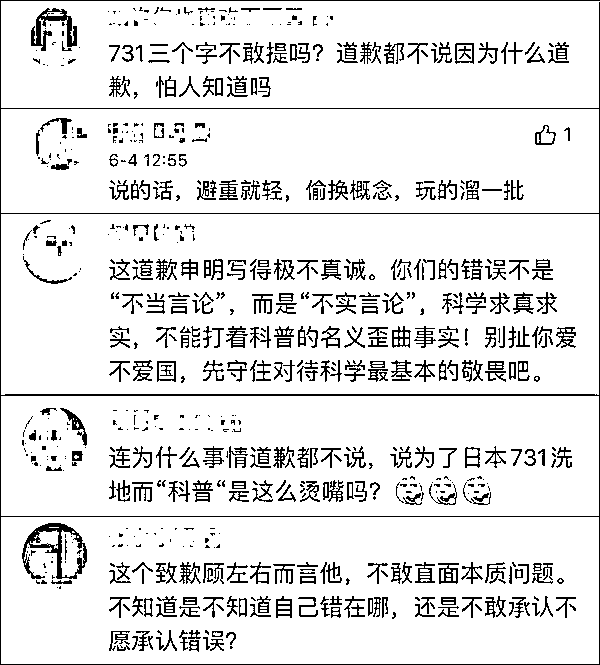 731三个字不敢提吗？道歉都不说因为什么道
歉，怕人知道吗
1
6-4 12:55
说的话，避重就轻，偷换概念，玩的溜一批
这道歉申明写得极不真诚。你们的错误不是
“不当言论”，而是“不实言论”，科学求真求
实，不能打着科普的名义歪曲事实！别扯你爱
不爱国，先守住对待科学最基本的敬畏吧。
连为什么事情道歉都不说，说为了日本731洗
地而“科普“是这么烫嘴吗？
这个致歉顾左右而言他，不敢直面本质问题。
不知道是不知道自己错在哪，还是不敢承认不
愿承认错误？